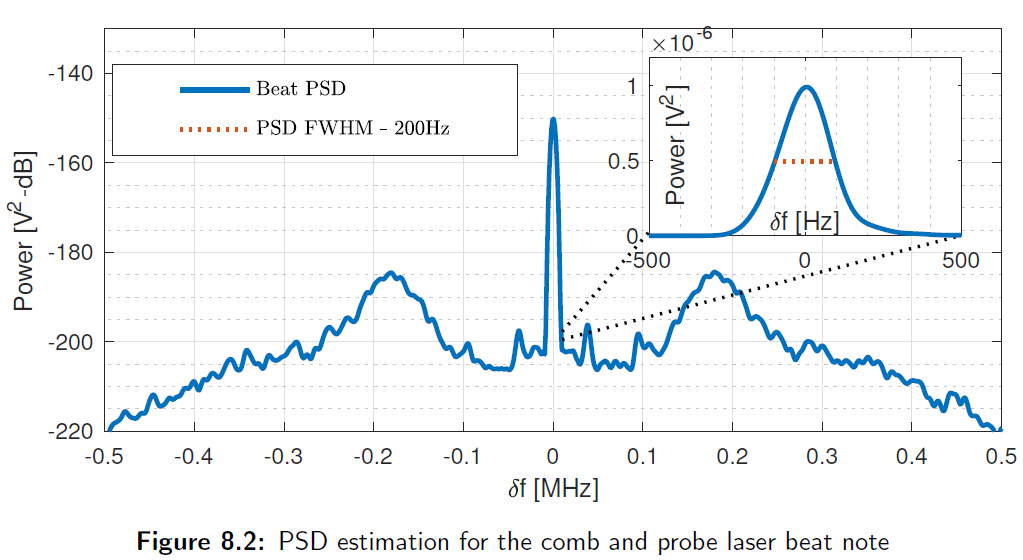 Power [V²-dB]
-140
-160
-180
-200
-220
Beat PSD
PSD FWHM - 200Hz
×10⁻⁶
Power [V²]
1
0.5
0
-500 0 500
δf [Hz]
-0.5 -0.4 -0.3 -0.2 -0.1 0 0.1 0.2 0.3 0.4 0.5
δf [MHz]
Figure 8.2: PSD estimation for the comb and probe laser beat note